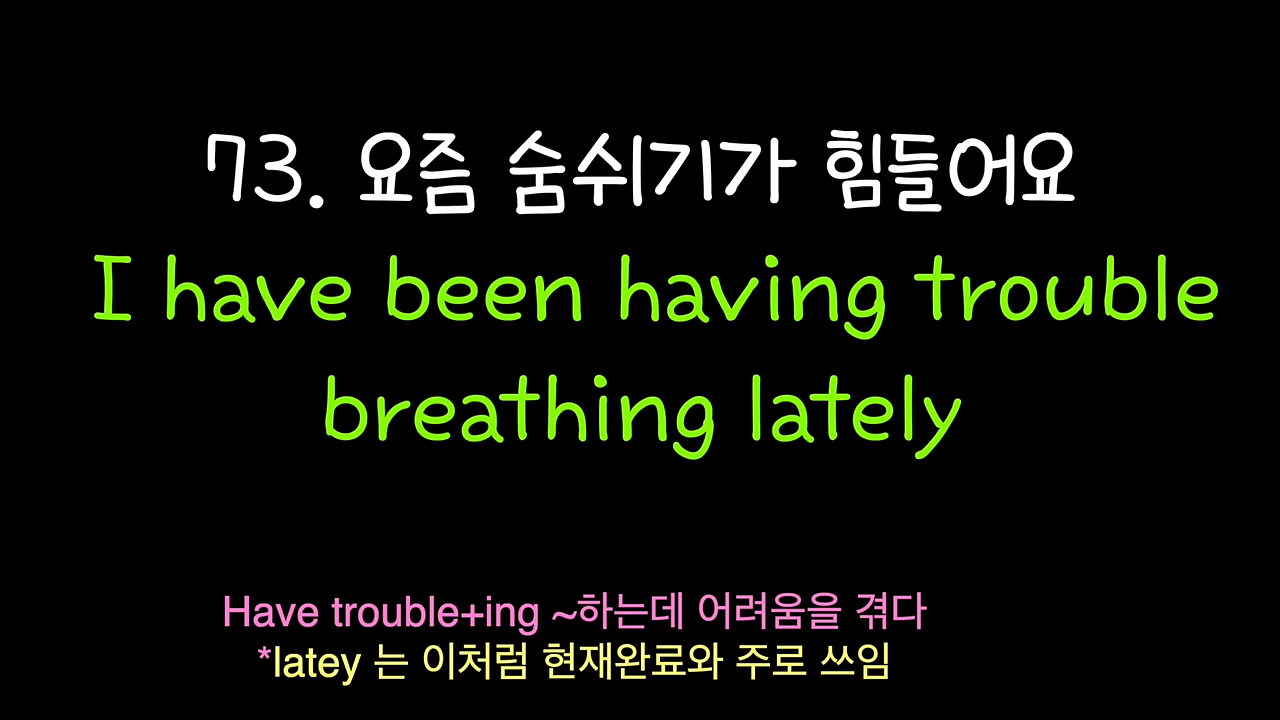 73. 요즘 숨쉬기가 힘들어요
I have been having trouble
breathing lately
Have trouble+ing ~하는데 어려움을 겪다
*latey 는 이처럼 현재완료와 주로 쓰임